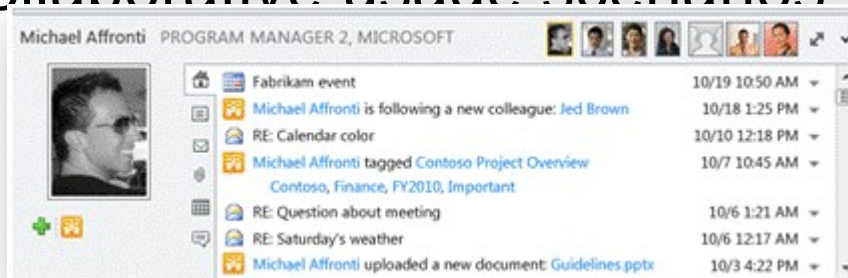 Michael Affronti PROGRAM MANAGER 2, MICROSOFT
Fabrikam event 10/19 10:50 AM
Michael Affronti is following a new colleague: Jed Brown 10/18 1:25 PM
RE: Calendar color 10/10 12:18 PM
Michael Affronti tagged Contoso Project Overview 10/7 10:45 AM
Contoso, Finance, FY2010, Important
RE: Question about meeting 10/6 1:21 AM
RE: Saturday's weather 10/6 12:17 AM
Michael Affronti uploaded a new document: Guidelines.pptx 10/3 4:22 PM